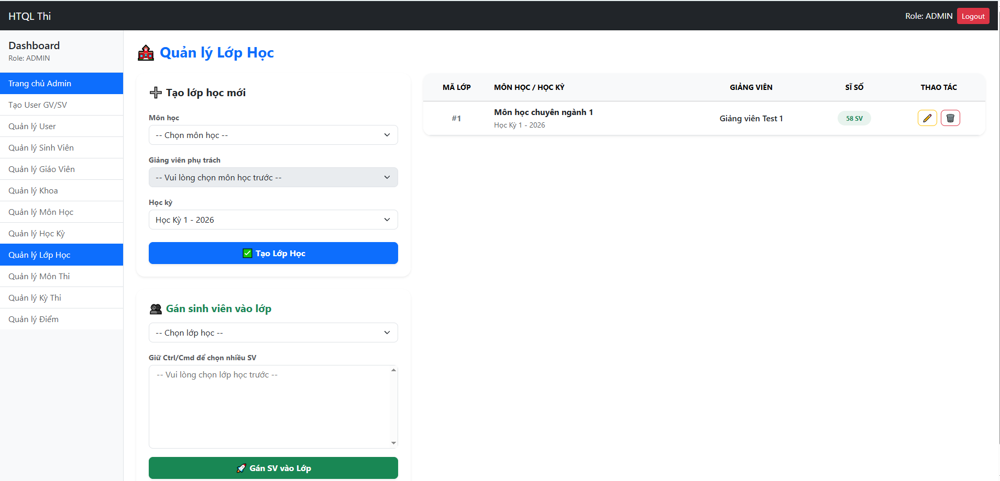 HTQL Thi
Role: ADMIN
Logout
Dashboard
Role: ADMIN
Trang chủ Admin
Tạo User GV/SV
Quản lý User
Quản lý Sinh Viên
Quản lý Giáo Viên
Quản lý Khoa
Quản lý Môn Học
Quản lý Học Kỳ
Quản lý Lớp Học
Quản lý Môn Thi
Quản lý Kỳ Thi
Quản lý Điểm
Quản lý Lớp Học
Tạo lớp học mới
Môn học
-- Chọn môn học --
Giảng viên phụ trách
-- Vui lòng chọn môn học trước --
Học kỳ
Học Kỳ 1 - 2026
Tạo Lớp Học
Gán sinh viên vào lớp
-- Chọn lớp học --
Giữ Ctrl/Cmd để chọn nhiều SV
-- Vui lòng chọn lớp học trước --
Gán SV vào Lớp
MÃ LỚP MÔN HỌC / HỌC KỲ GIẢNG VIÊN SĨ SỐ THAO TÁC
#1 Môn học chuyên ngành 1 Giảng viên Test 1 58 SV
Học Kỳ 1 - 2026